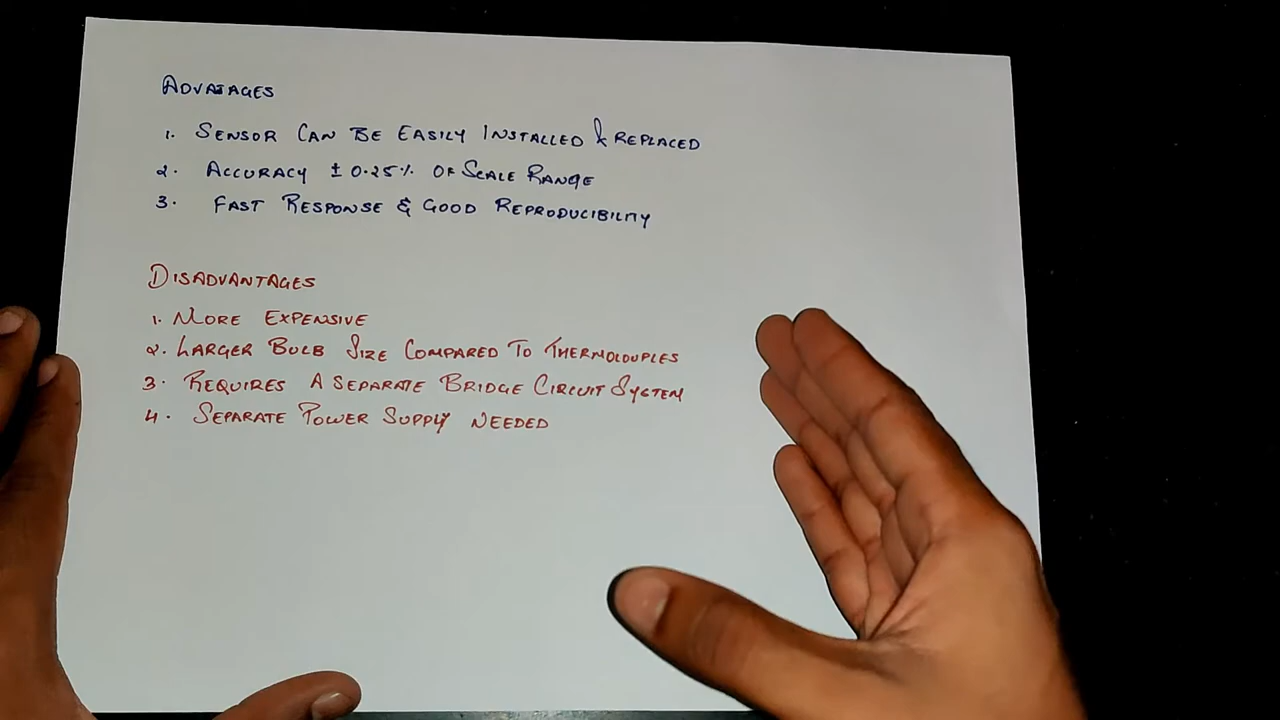 ADVATAGES
1. SENSOR CAN BE EASILY INSTALLED & REPLACED
2. ACCURACY ± 0.25% OF SCALE RANGE
3. FAST RESPONSE & GOOD REPRODUCIBILITY
DISADVANTAGES
1. MORE EXPENSIVE
2. LARGER BULB SIZE COMPARED TO THERMOCOUPLES
3. REQUIRES A SEPARATE BRIDGE CIRCUIT SYSTEM
4. SEPARATE POWER SUPPLY NEEDED